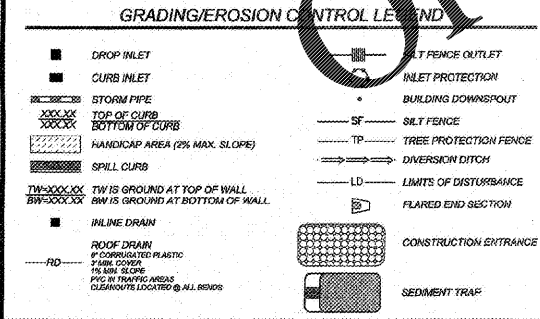 GRADING/EROSION CONTROL LEGEND
DROP INLET
CURB INLET
STORM PIPE
XXX.XX TOP OF CURB
XXX.XX BOTTOM OF CURB
HANDICAP AREA (2% MAX. SLOPE)
SPILL CURB
TW=XXX.XX TW IS GROUND AT TOP OF WALL
BW=XXX.XX BW IS GROUND AT BOTTOM OF WALL
INLINE DRAIN
ROOF DRAIN
RD
6" CORRUGATED PLASTIC
3' MIN. COVER
1% MIN. SLOPE
PVC IN TRAFFIC AREAS
CLEANOUTS LOCATED @ ALL BENDS
SILT FENCE OUTLET
INLET PROTECTION
BUILDING DOWNSPOUT
SF SILT FENCE
TP TREE PROTECTION FENCE
DIVERSION DITCH
LD LIMITS OF DISTURBANCE
FLARED END SECTION
CONSTRUCTION ENTRANCE
SEDIMENT TRAP